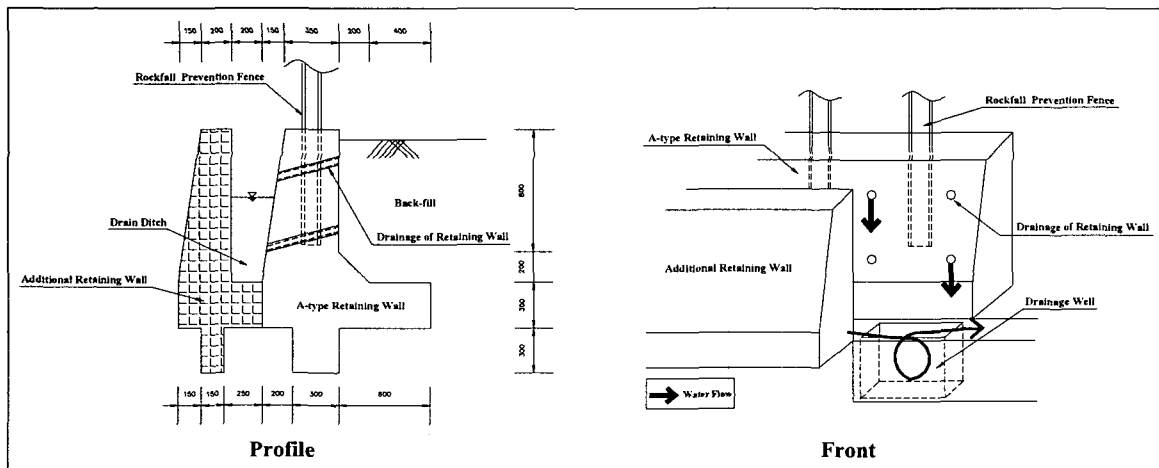 150 200 200 150 350 200 400
Rockfall Prevention Fence
800
Back-fill
Drain Ditch
Drainage of Retaining Wall
200
Additional Retaining Wall
A-type Retaining Wall
300
300
150 150 250 200 300 600
Profile
Rockfall Prevention Fence
A-type Retaining Wall
Drainage of Retaining Wall
Additional Retaining Wall
Drainage Well
Water Flow
Front